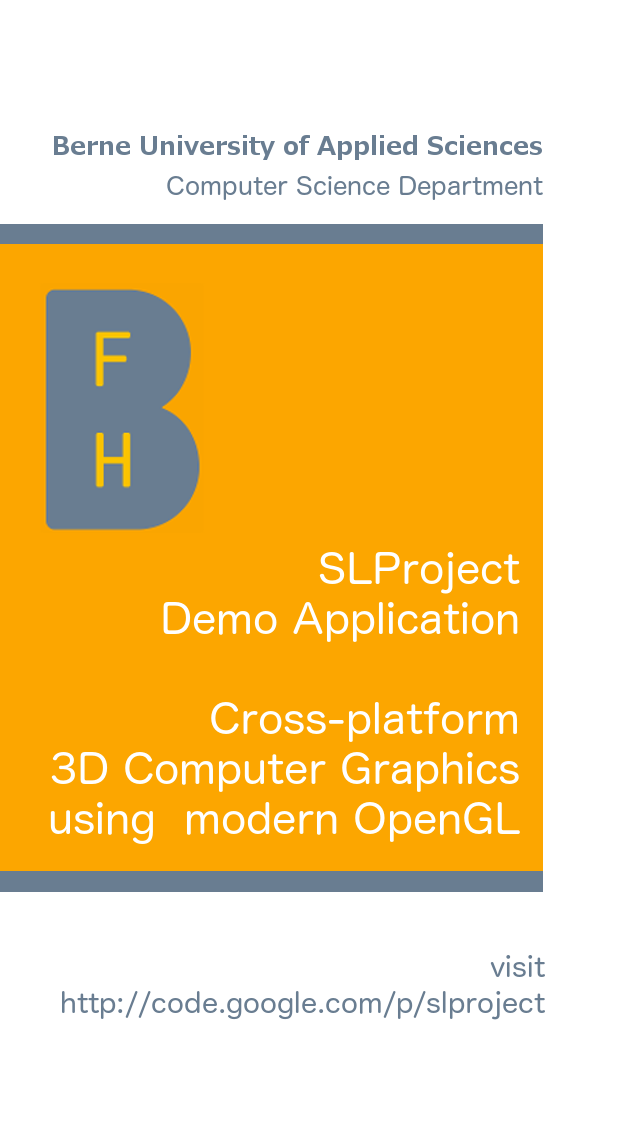 Berne University of Applied Sciences
Computer Science Department
F
H
SLProject
Demo Application
Cross-platform
3D Computer Graphics
using  modern OpenGL
visit
http://code.google.com/p/slproject